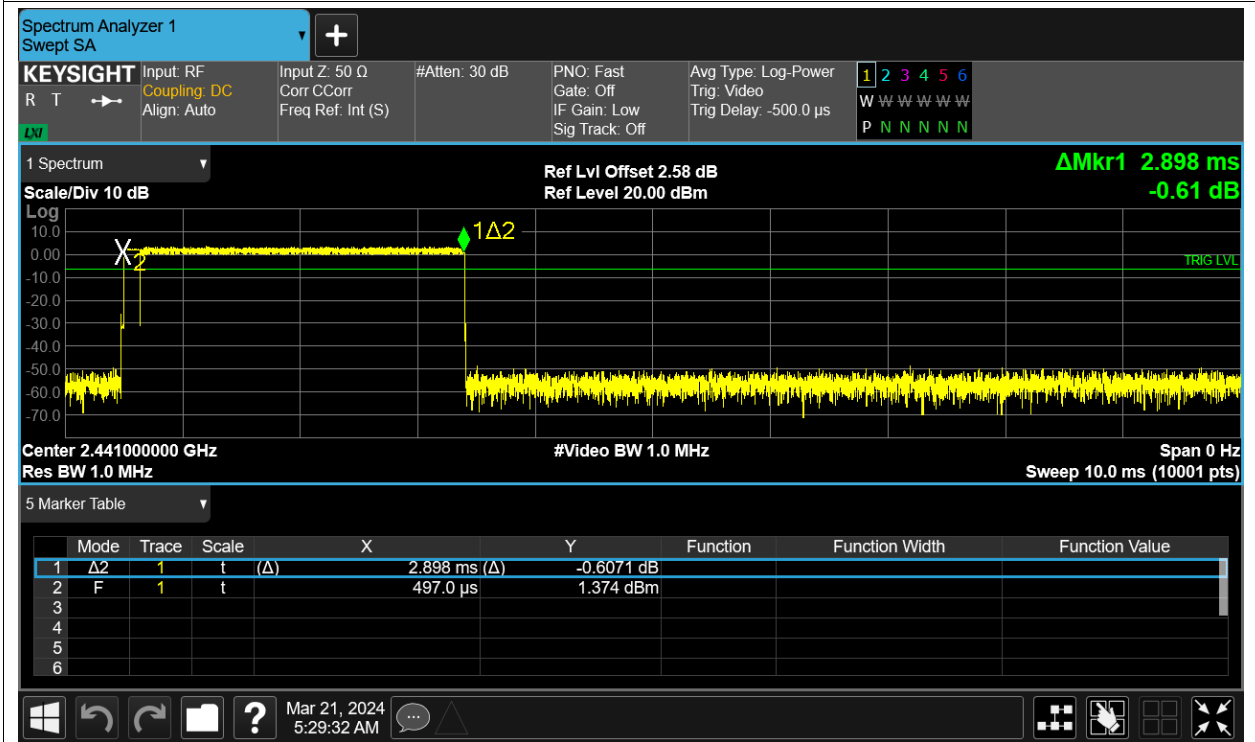 Spectrum Analyzer 1
Swept SA
+
KEYSIGHT
R T
LXI
Input: RF
Coupling: DC
Align: Auto
Input Z: 50 Ω
Corr CCorr
Freq Ref: Int (S)
#Atten: 30 dB
PNO: Fast
Gate: Off
IF Gain: Low
Sig Track: Off
Avg Type: Log-Power
Trig: Video
Trig Delay: -500.0 µs
1 2 3 4 5 6
W W W W W W
P N N N N N
1 Spectrum
Scale/Div 10 dB
Ref Lvl Offset 2.58 dB
Ref Level 20.00 dBm
ΔMkr1 2.898 ms
-0.61 dB
Log
10.0
0.00
-10.0
-20.0
-30.0
-40.0
-50.0
-60.0
-70.0
X2
1Δ2
TRIG LVL
Center 2.441000000 GHz
#Video BW 1.0 MHz
Span 0 Hz
Res BW 1.0 MHz
Sweep 10.0 ms (10001 pts)
5 Marker Table
Mode Trace Scale X Y Function Function Width Function Value
1 Δ2 1 t (Δ) 2.898 ms (Δ) -0.6071 dB
2 F 1 t 497.0 µs 1.374 dBm
3
4
5
6
?
Mar 21, 2024
5:29:32 AM